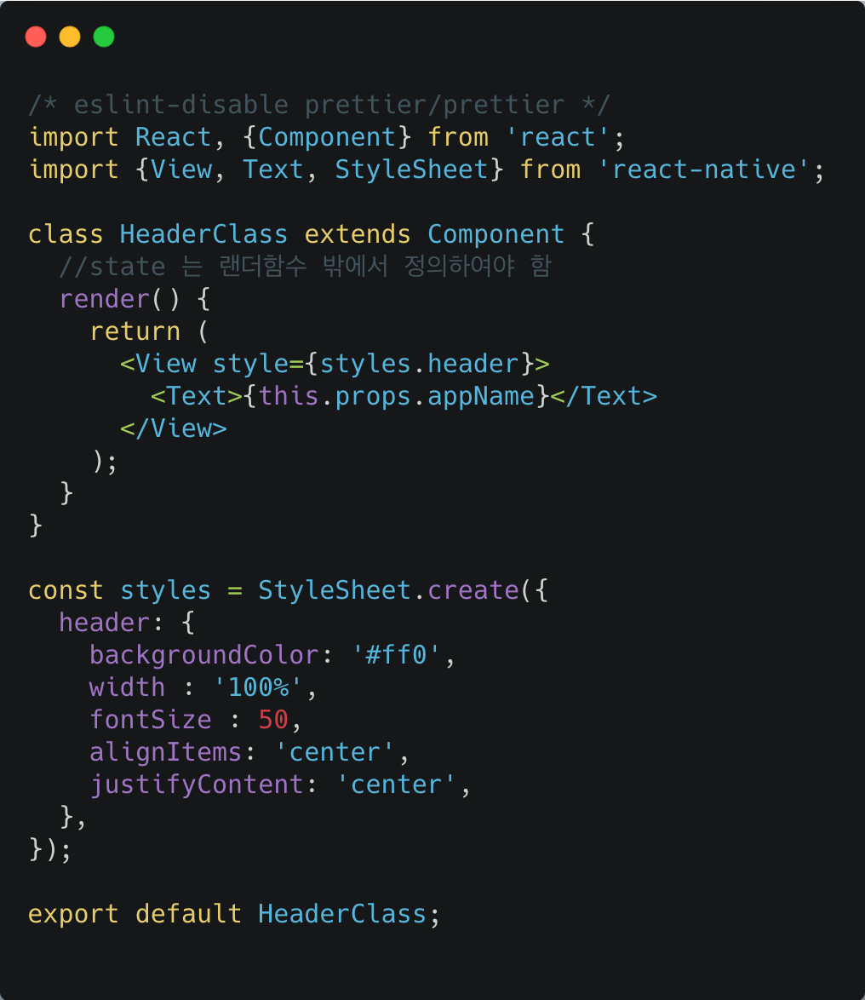 /* eslint-disable prettier/prettier */
import React, {Component} from 'react';
import {View, Text, StyleSheet} from 'react-native';

class HeaderClass extends Component {
  //state 는 랜더함수 밖에서 정의하여야 함
  render() {
    return (
      <View style={styles.header}>
        <Text>{this.props.appName}</Text>
      </View>
    );
  }
}

const styles = StyleSheet.create({
  header: {
    backgroundColor: '#ff0',
    width : '100%',
    fontSize : 50,
    alignItems: 'center',
    justifyContent: 'center',
  },
});

export default HeaderClass;